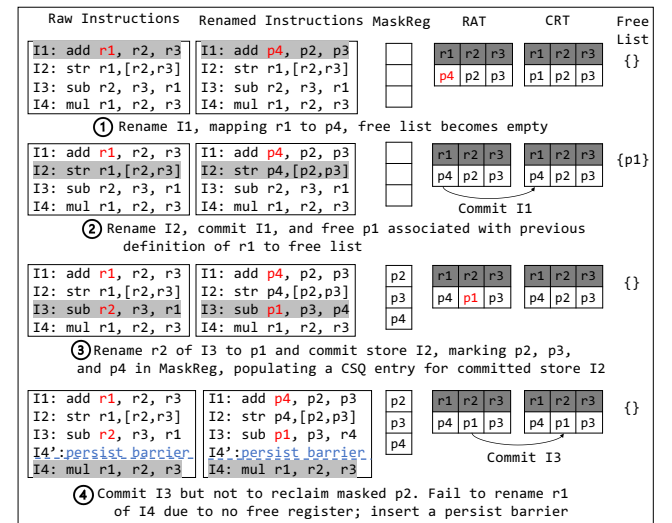 Raw Instructions Renamed Instructions MaskReg RAT CRT Free List
I1: add r1, r2, r3 I1: add p4, p2, p3 r1 r2 r3 r1 r2 r3 {}
I2: str r1,[r2,r3] I2: str r1,[r2,r3] p4 p2 p3 p1 p2 p3
I3: sub r2, r3, r1 I3: sub r2, r3, r1
I4: mul r1, r2, r3 I4: mul r1, r2, r3
1 Rename I1, mapping r1 to p4, free list becomes empty
I1: add r1, r2, r3 I1: add p4, p2, p3 r1 r2 r3 r1 r2 r3 {p1}
I2: str r1,[r2,r3] I2: str p4,[p2,p3] p4 p2 p3 p4 p2 p3
I3: sub r2, r3, r1 I3: sub r2, r3, r1
I4: mul r1, r2, r3 I4: mul r1, r2, r3 Commit I1
2 Rename I2, commit I1, and free p1 associated with previous
definition of r1 to free list
I1: add r1, r2, r3 I1: add p4, p2, p3 p2 r1 r2 r3 r1 r2 r3 {}
I2: str r1,[r2,r3] I2: str p4,[p2,p3] p3 p4 p1 p3 p4 p2 p3
I3: sub r2, r3, r1 I3: sub p1, p3, p4 p4
I4: mul r1, r2, r3 I4: mul r1, r2, r3
3 Rename r2 of I3 to p1 and commit store I2, marking p2, p3,
and p4 in MaskReg, populating a CSQ entry for committed store I2
I1: add r1, r2, r3 I1: add p4, p2, p3 p2 r1 r2 r3 r1 r2 r3 {}
I2: str r1,[r2,r3] I2: str p4,[p2,p3] p3 p4 p1 p3 p4 p1 p3
I3: sub r2, r3, r1 I3: sub p1, p3, r4 p4
I4':persist barrier I4':persist barrier Commit I3
I4: mul r1, r2, r3 I4: mul r1, r2, r3
4 Commit I3 but not to reclaim masked p2. Fail to rename r1
of I4 due to no free register; insert a persist barrier